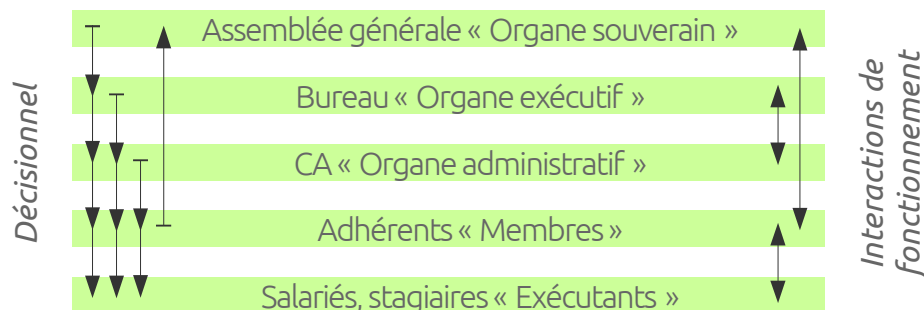 Assemblée générale « Organe souverain »
Bureau « Organe exécutif »
CA « Organe administratif »
Adhérents « Membres »
Salariés, stagiaires « Exécutants »
Décisionnel
Interactions de
fonctionnement